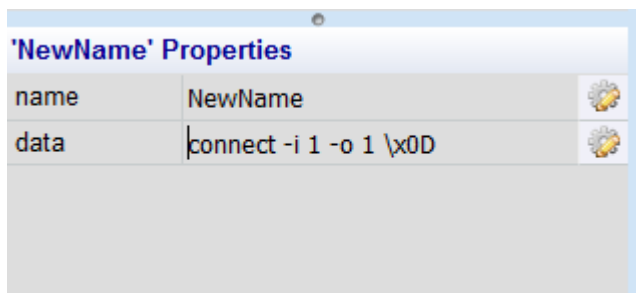 'NewName' Properties
name NewName
data connect -i 1 -o 1 \x0D